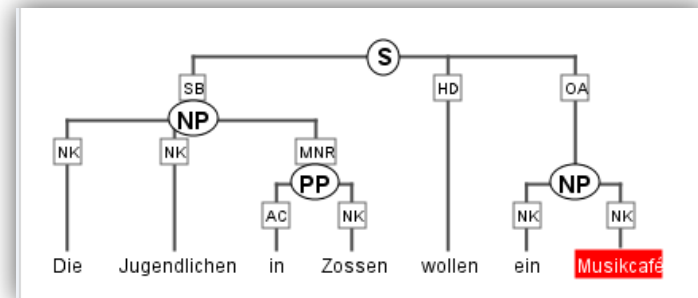 S
SB HD OA
NP
NK NK MNR
PP NP
AC NK NK NK
Die Jugendlichen in Zossen wollen ein Musikcafé